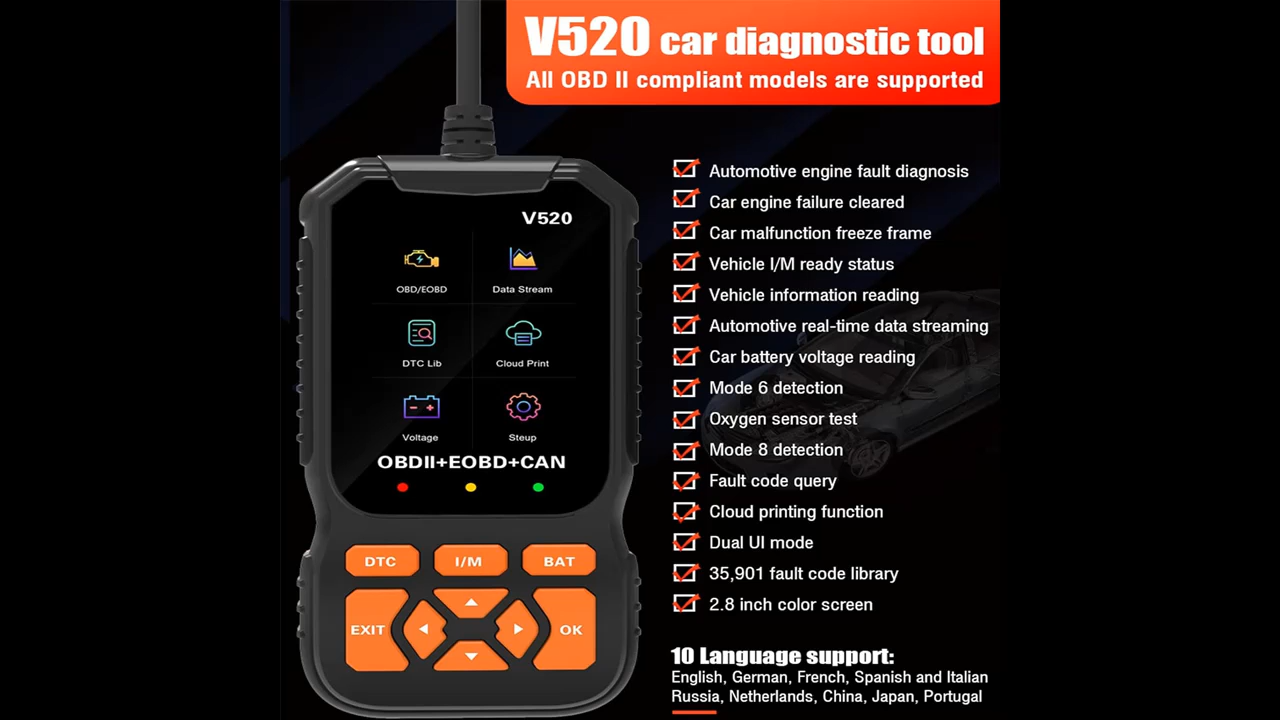 V520 car diagnostic tool
All OBD II compliant models are supported
V520
OBD/EOBD
Data Stream
DTC Lib
Cloud Print
Voltage
Steup
OBDII+EOBD+CAN
DTC
I/M
BAT
EXIT
OK
Automotive engine fault diagnosis
Car engine failure cleared
Car malfunction freeze frame
Vehicle I/M ready status
Vehicle information reading
Automotive real-time data streaming
Car battery voltage reading
Mode 6 detection
Oxygen sensor test
Mode 8 detection
Fault code query
Cloud printing function
Dual UI mode
35,901 fault code library
2.8 inch color screen
10 Language support:
English, German, French, Spanish and Italian
Russia, Netherlands, China, Japan, Portugal